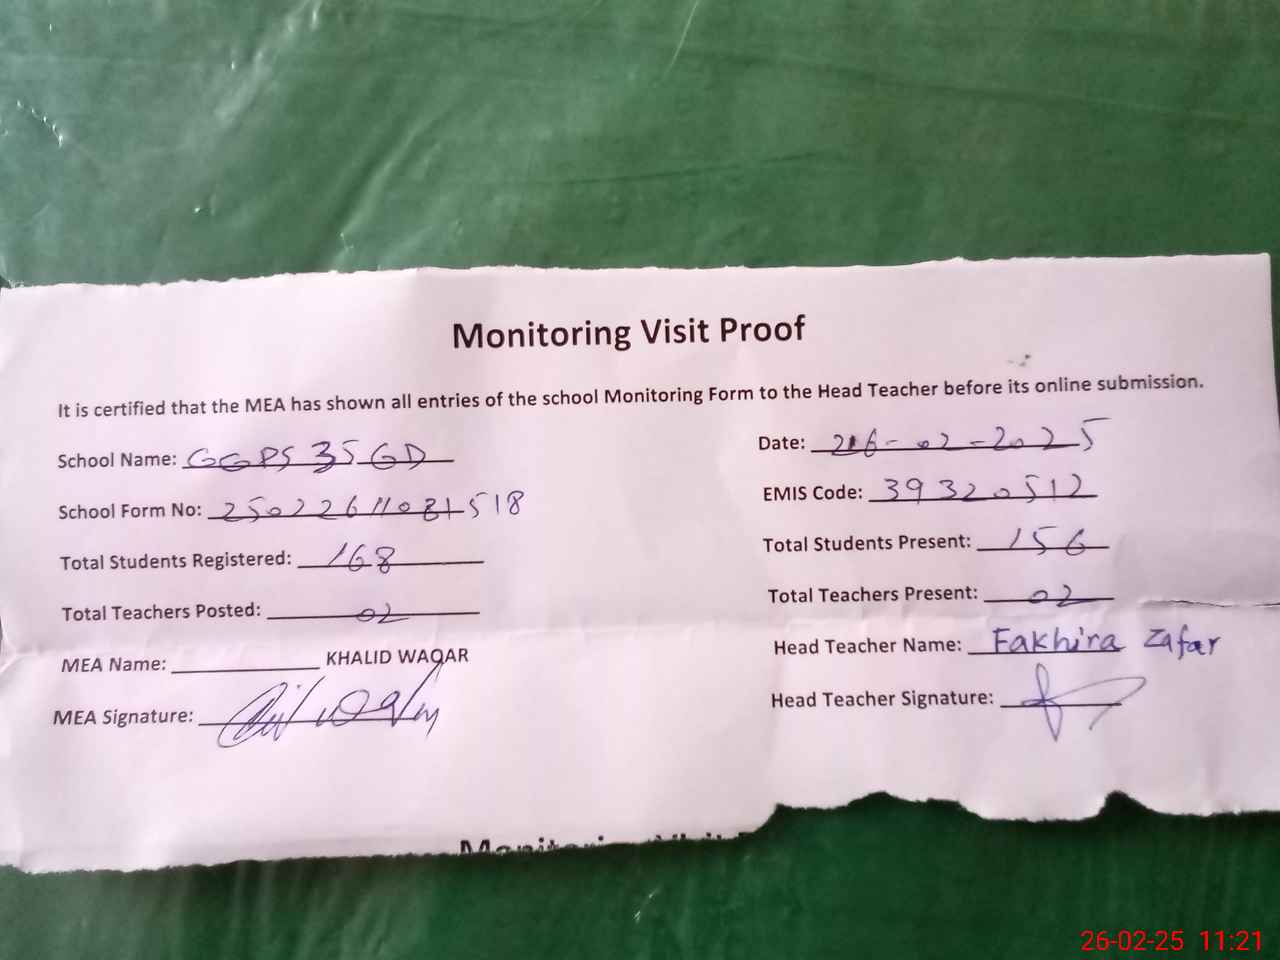 Monitoring Visit Proof
It is certified that the MEA has shown all entries of the school Monitoring Form to the Head Teacher before its online submission.
School Name: GGPS 35 GD
Date: 26-02-2025
School Form No: 25022611081518
EMIS Code: 39320512
Total Students Registered: 168
Total Students Present: 156
Total Teachers Posted: 02
Total Teachers Present: 02
MEA Name: KHALID WAQAR
Head Teacher Name: Fakhira Zafar
MEA Signature:
Head Teacher Signature:
26-02-25 11:21